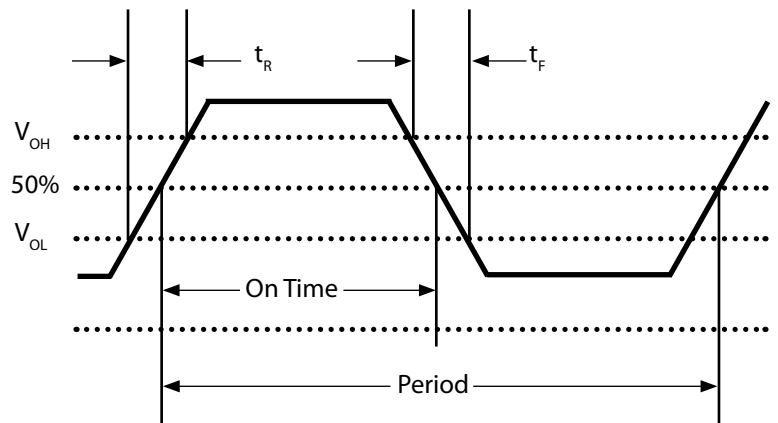 t_R
t_F
V_OH
50%
V_OL
On Time
Period